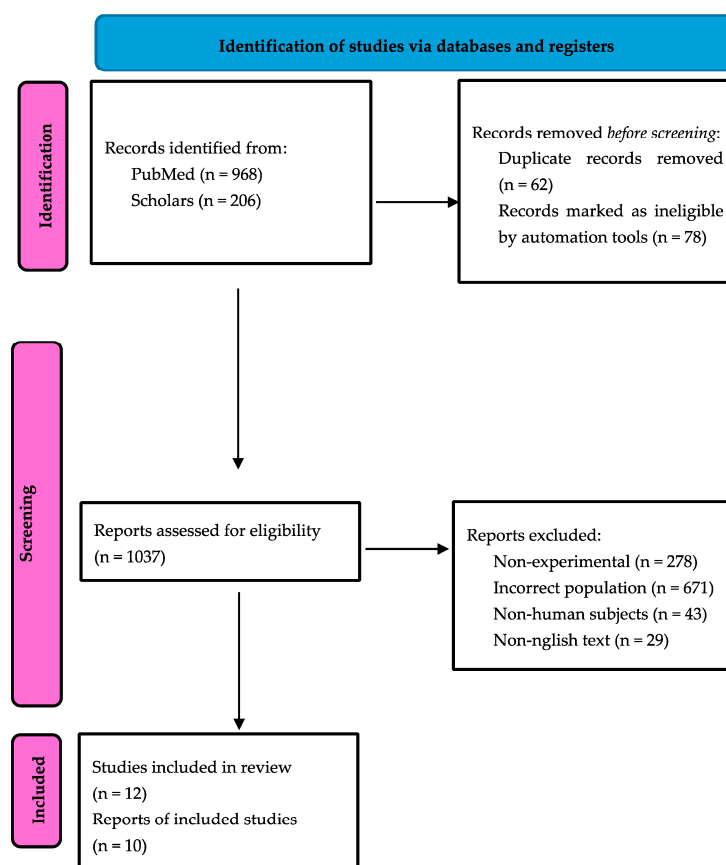 Identification of studies via databases and registers
Identification
Records identified from:
PubMed (n = 968)
Scholars (n = 206)
Records removed before screening:
Duplicate records removed
(n = 62)
Records marked as ineligible
by automation tools (n = 78)
Screening
Reports assessed for eligibility
(n = 1037)
Reports excluded:
Non-experimental (n = 278)
Incorrect population (n = 671)
Non-human subjects (n = 43)
Non-nglish text (n = 29)
Included
Studies included in review
(n = 12)
Reports of included studies
(n = 10)